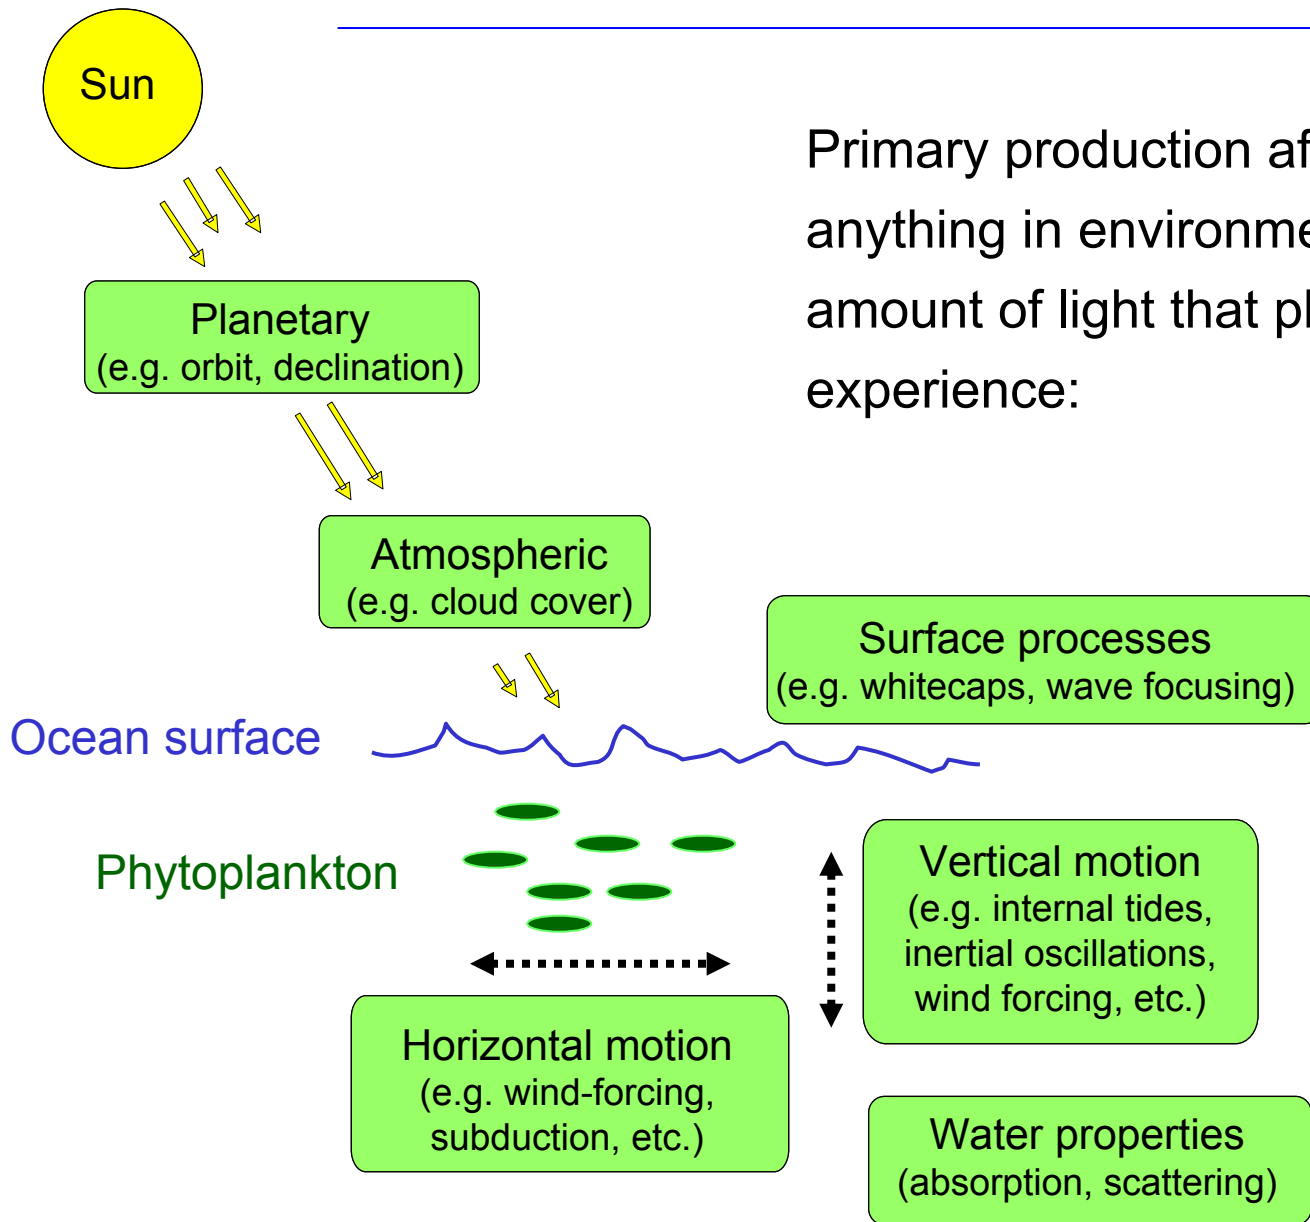 Sun
Primary production af
anything in environme
amount of light that pl
experience:
Planetary
(e.g. orbit, declination)
Atmospheric
(e.g. cloud cover)
Surface processes
(e.g. whitecaps, wave focusing)
Ocean surface
Phytoplankton
Vertical motion
(e.g. internal tides,
inertial oscillations,
wind forcing, etc.)
Horizontal motion
(e.g. wind-forcing,
subduction, etc.)
Water properties
(absorption, scattering)